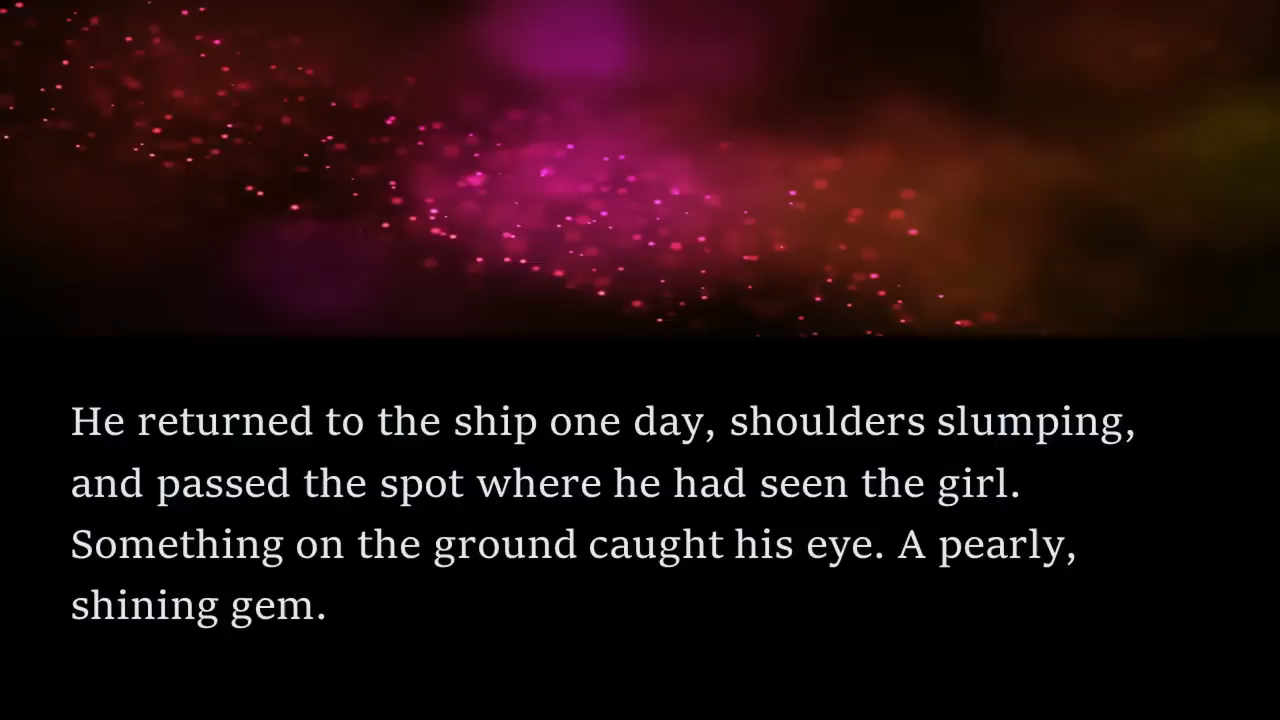 He returned to the ship one day, shoulders slumping,
and passed the spot where he had seen the girl.
Something on the ground caught his eye. A pearly,
shining gem.